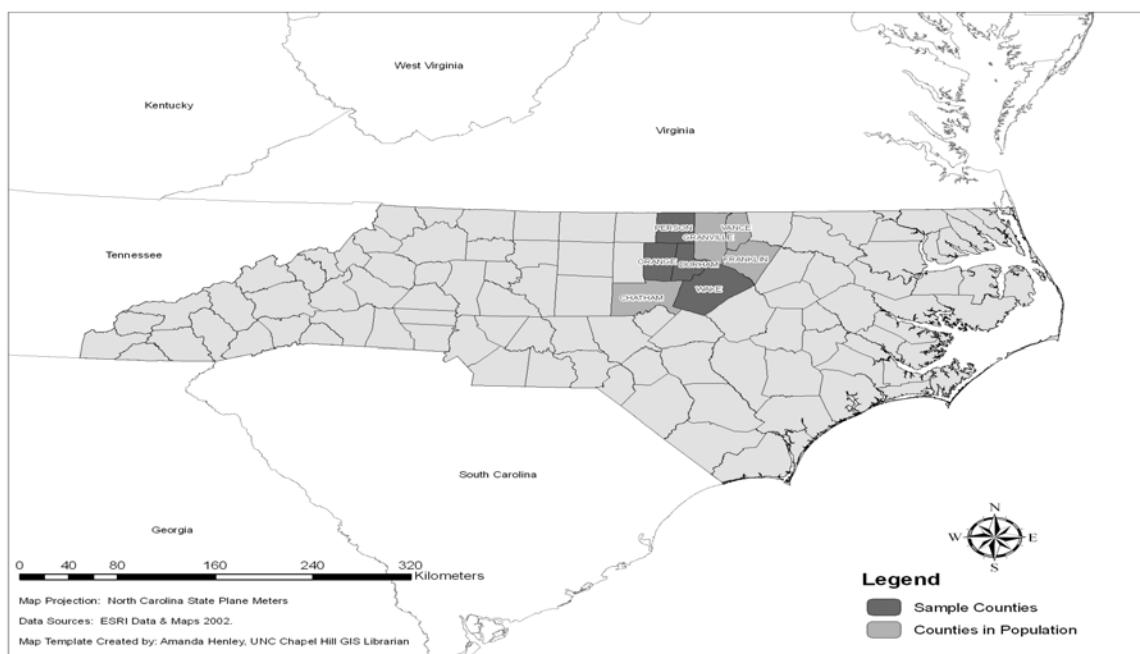 West Virginia
Kentucky
Virginia
Tennessee
PERSON
VANCE
GRANVILLE
ORANGE
DURHAM
FRANKLIN
WAKE
CHATHAM
South Carolina
Georgia
N
W E
S
0 40 80 160 240 320
Kilometers
Map Projection: North Carolina State Plane Meters
Data Sources: ESRI Data & Maps 2002.
Map Template Created by: Amanda Henley, UNC Chapel Hill GIS Librarian
Legend
Sample Counties
Counties in Population